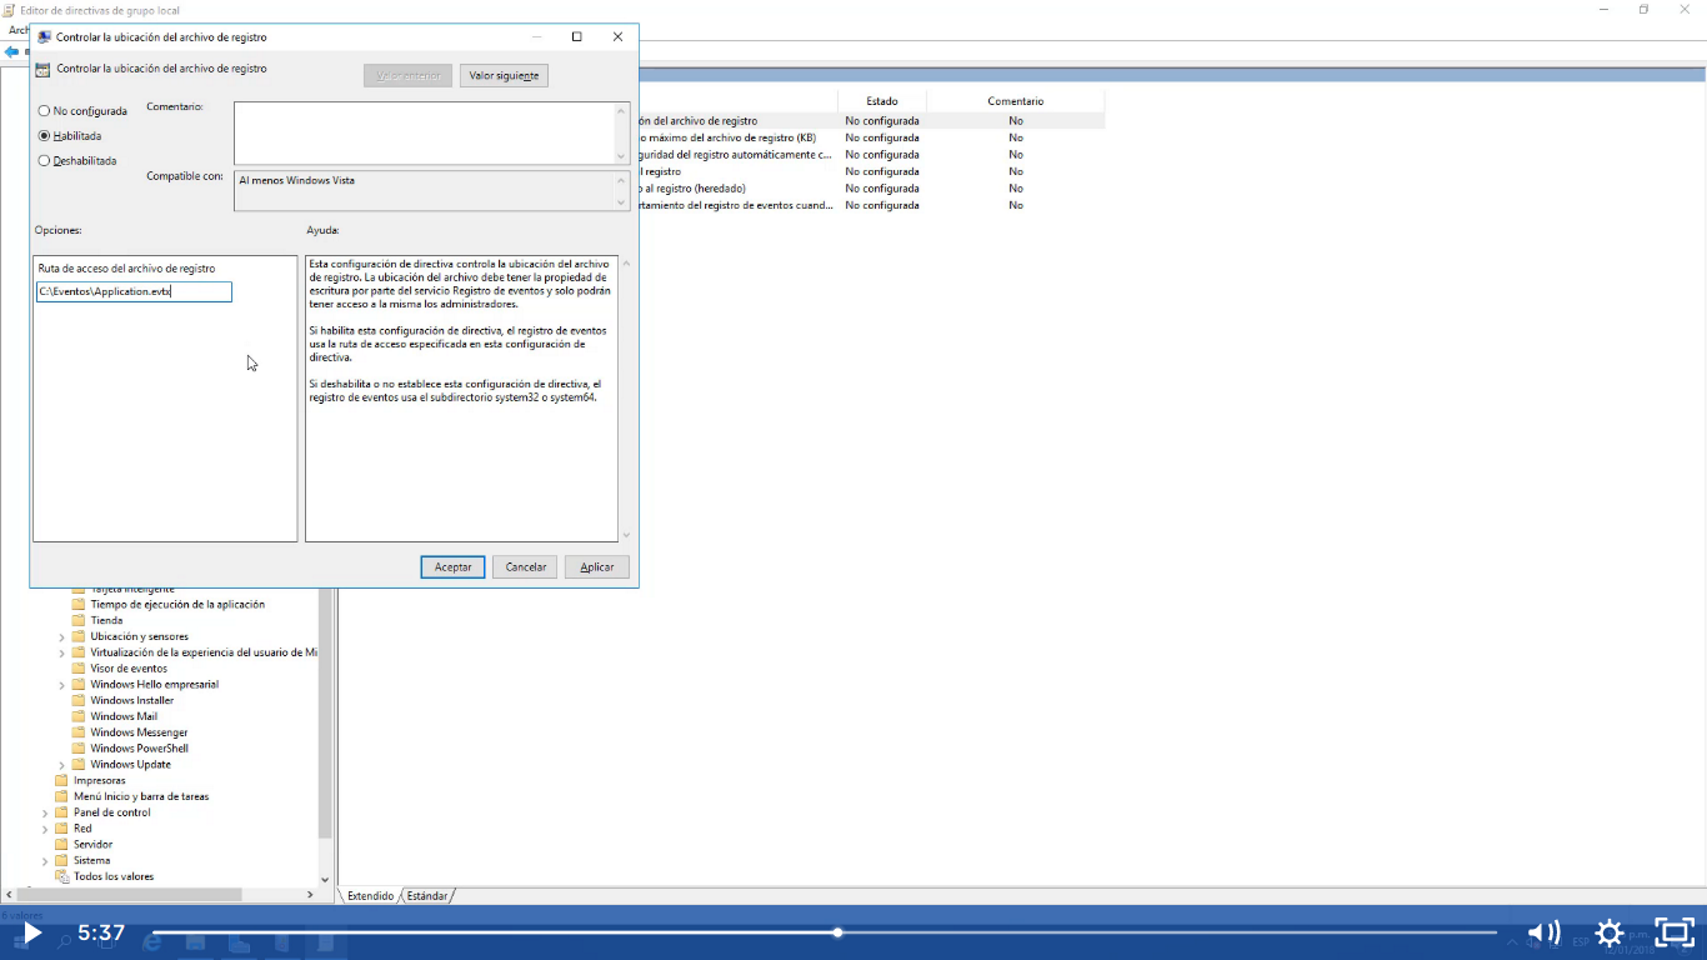 Editor de directivas de grupo local
Arch
Controlar la ubicación del archivo de registro
Controlar la ubicación del archivo de registro
Valor anterior
Valor siguiente
No configurada
Comentario:
Habilitada
Deshabilitada
Compatible con:
Al menos Windows Vista
Opciones:
Ayuda:
Ruta de acceso del archivo de registro
C:\Eventos\Application.evtx
Esta configuración de directiva controla la ubicación del archivo
de registro. La ubicación del archivo debe tener la propiedad de
escritura por parte del servicio Registro de eventos y solo podrán
tener acceso a la misma los administradores.
Si habilita esta configuración de directiva, el registro de eventos
usa la ruta de acceso especificada en esta configuración de
directiva.
Si deshabilita o no establece esta configuración de directiva, el
registro de eventos usa el subdirectorio system32 o system64.
Aceptar
Cancelar
Aplicar
Estado
Comentario
ón del archivo de registro No configurada No
o máximo del archivo de registro (KB) No configurada No
guridad del registro automáticamente c... No configurada No
l registro No configurada No
o al registro (heredado) No configurada No
rtamiento del registro de eventos cuand... No configurada No
Tarjeta inteligente
Tiempo de ejecución de la aplicación
Tienda
Ubicación y sensores
Virtualización de la experiencia del usuario de Mi
Visor de eventos
Windows Hello empresarial
Windows Installer
Windows Mail
Windows Messenger
Windows PowerShell
Windows Update
Impresoras
Menú Inicio y barra de tareas
Panel de control
Red
Servidor
Sistema
Todos los valores
Extendido
Estándar
6 valores
5:37
ESP
p.m.